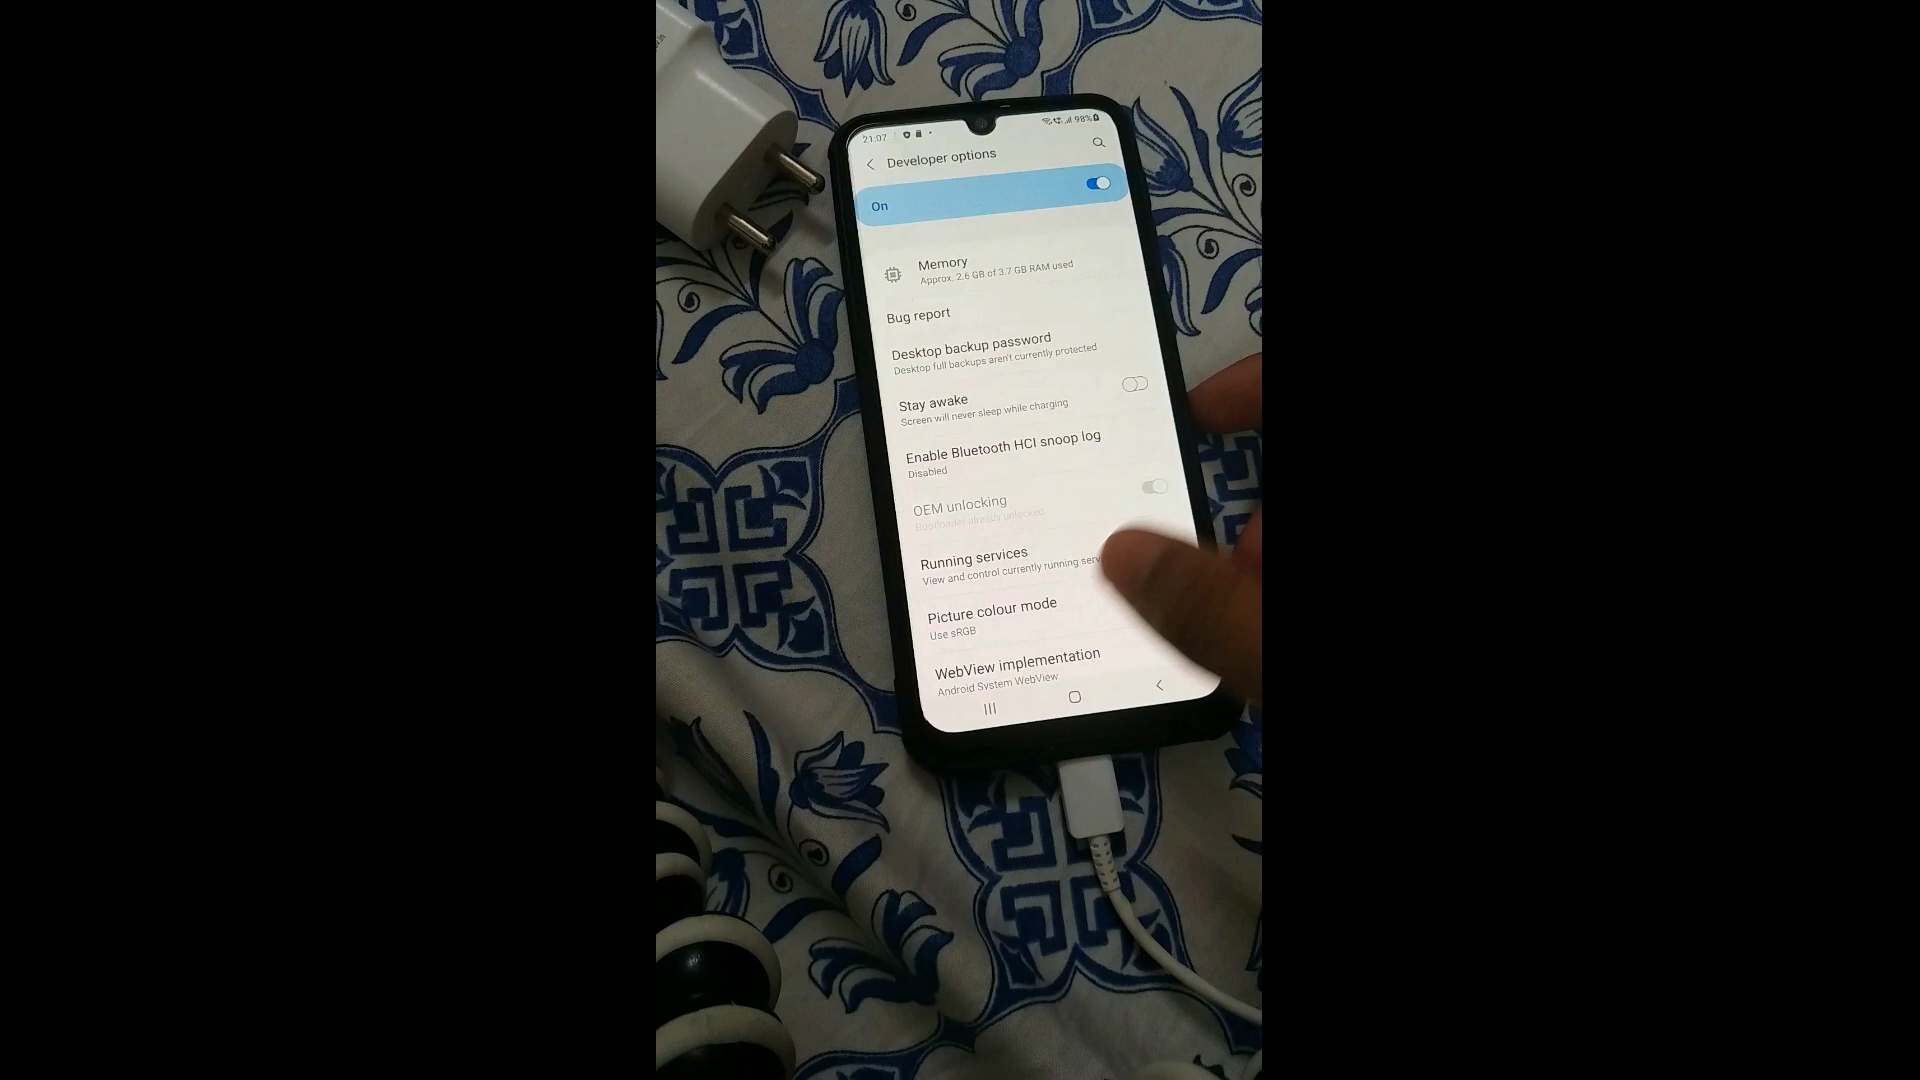 21:07
98%
Developer options
On
Memory
Approx. 2.6 GB of 3.7 GB RAM used
Bug report
Desktop backup password
Desktop full backups aren't currently protected
Stay awake
Screen will never sleep while charging
Enable Bluetooth HCI snoop log
Disabled
OEM unlocking
Bootloader already unlocked
Running services
View and control currently running
Picture colour mode
Use sRGB
WebView implementation
Android System WebView